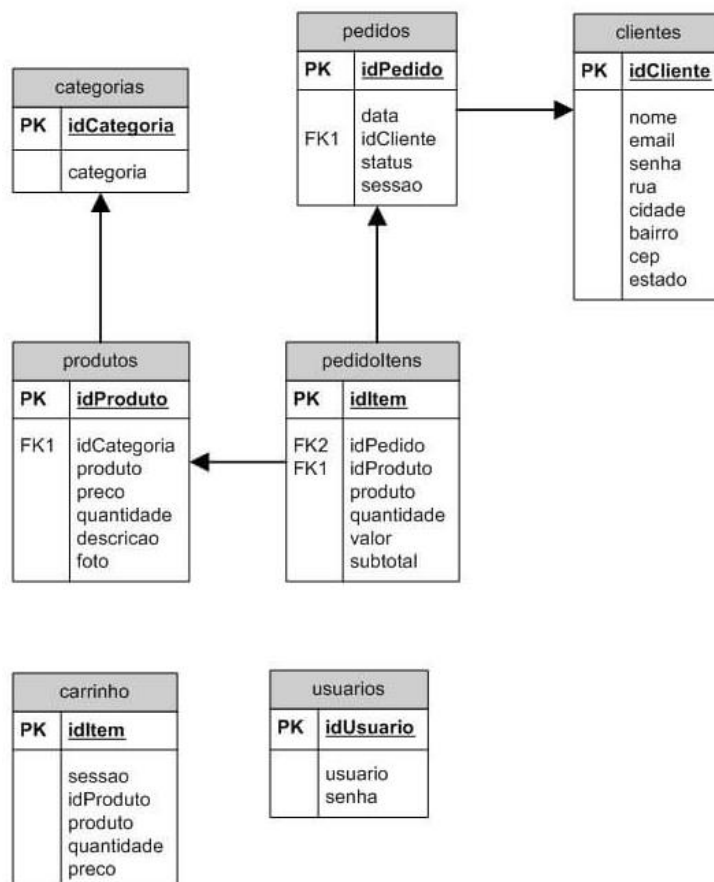 categorias
PK idCategoria
categoria
pedidos
PK idPedido
data
FK1 idCliente
status
sessao
clientes
PK idCliente
nome
email
senha
rua
cidade
bairro
cep
estado
produtos
PK idProduto
FK1 idCategoria
produto
preco
quantidade
descricao
foto
pedidoItens
PK idItem
FK2 idPedido
FK1 idProduto
produto
quantidade
valor
subtotal
carrinho
PK idItem
sessao
idProduto
produto
quantidade
preco
usuarios
PK idUsuario
usuario
senha